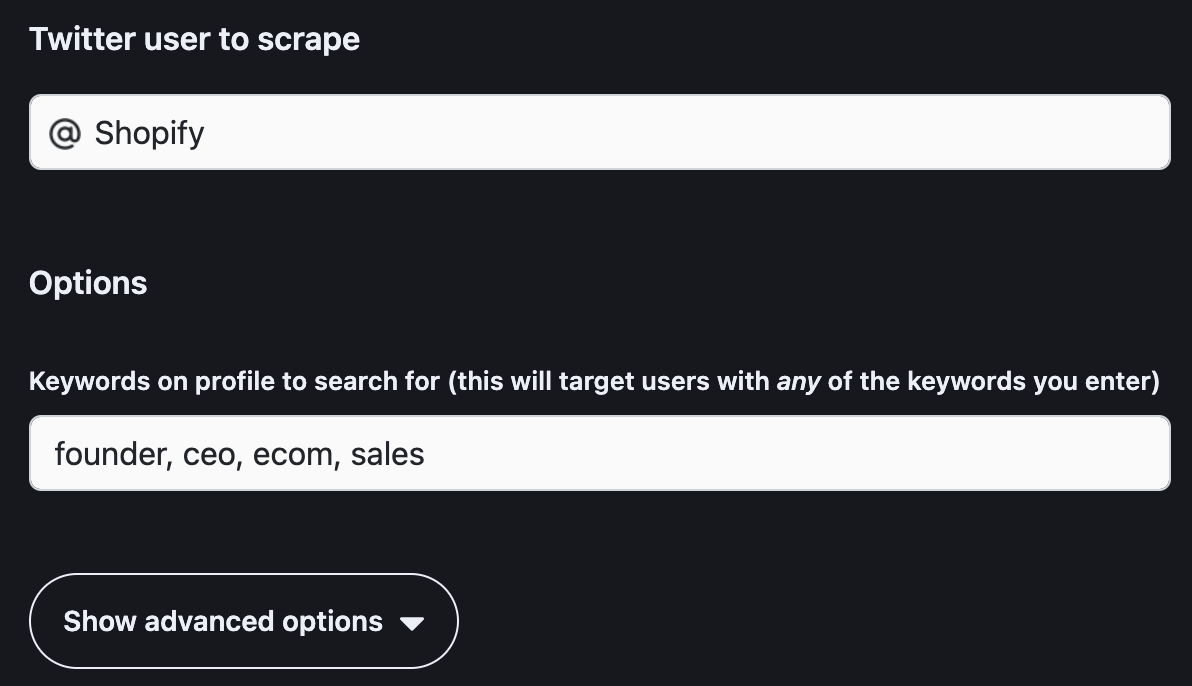 Twitter user to scrape
@ Shopify
Options
Keywords on profile to search for (this will target users with any of the keywords you enter)
founder, ceo, ecom, sales
Show advanced options